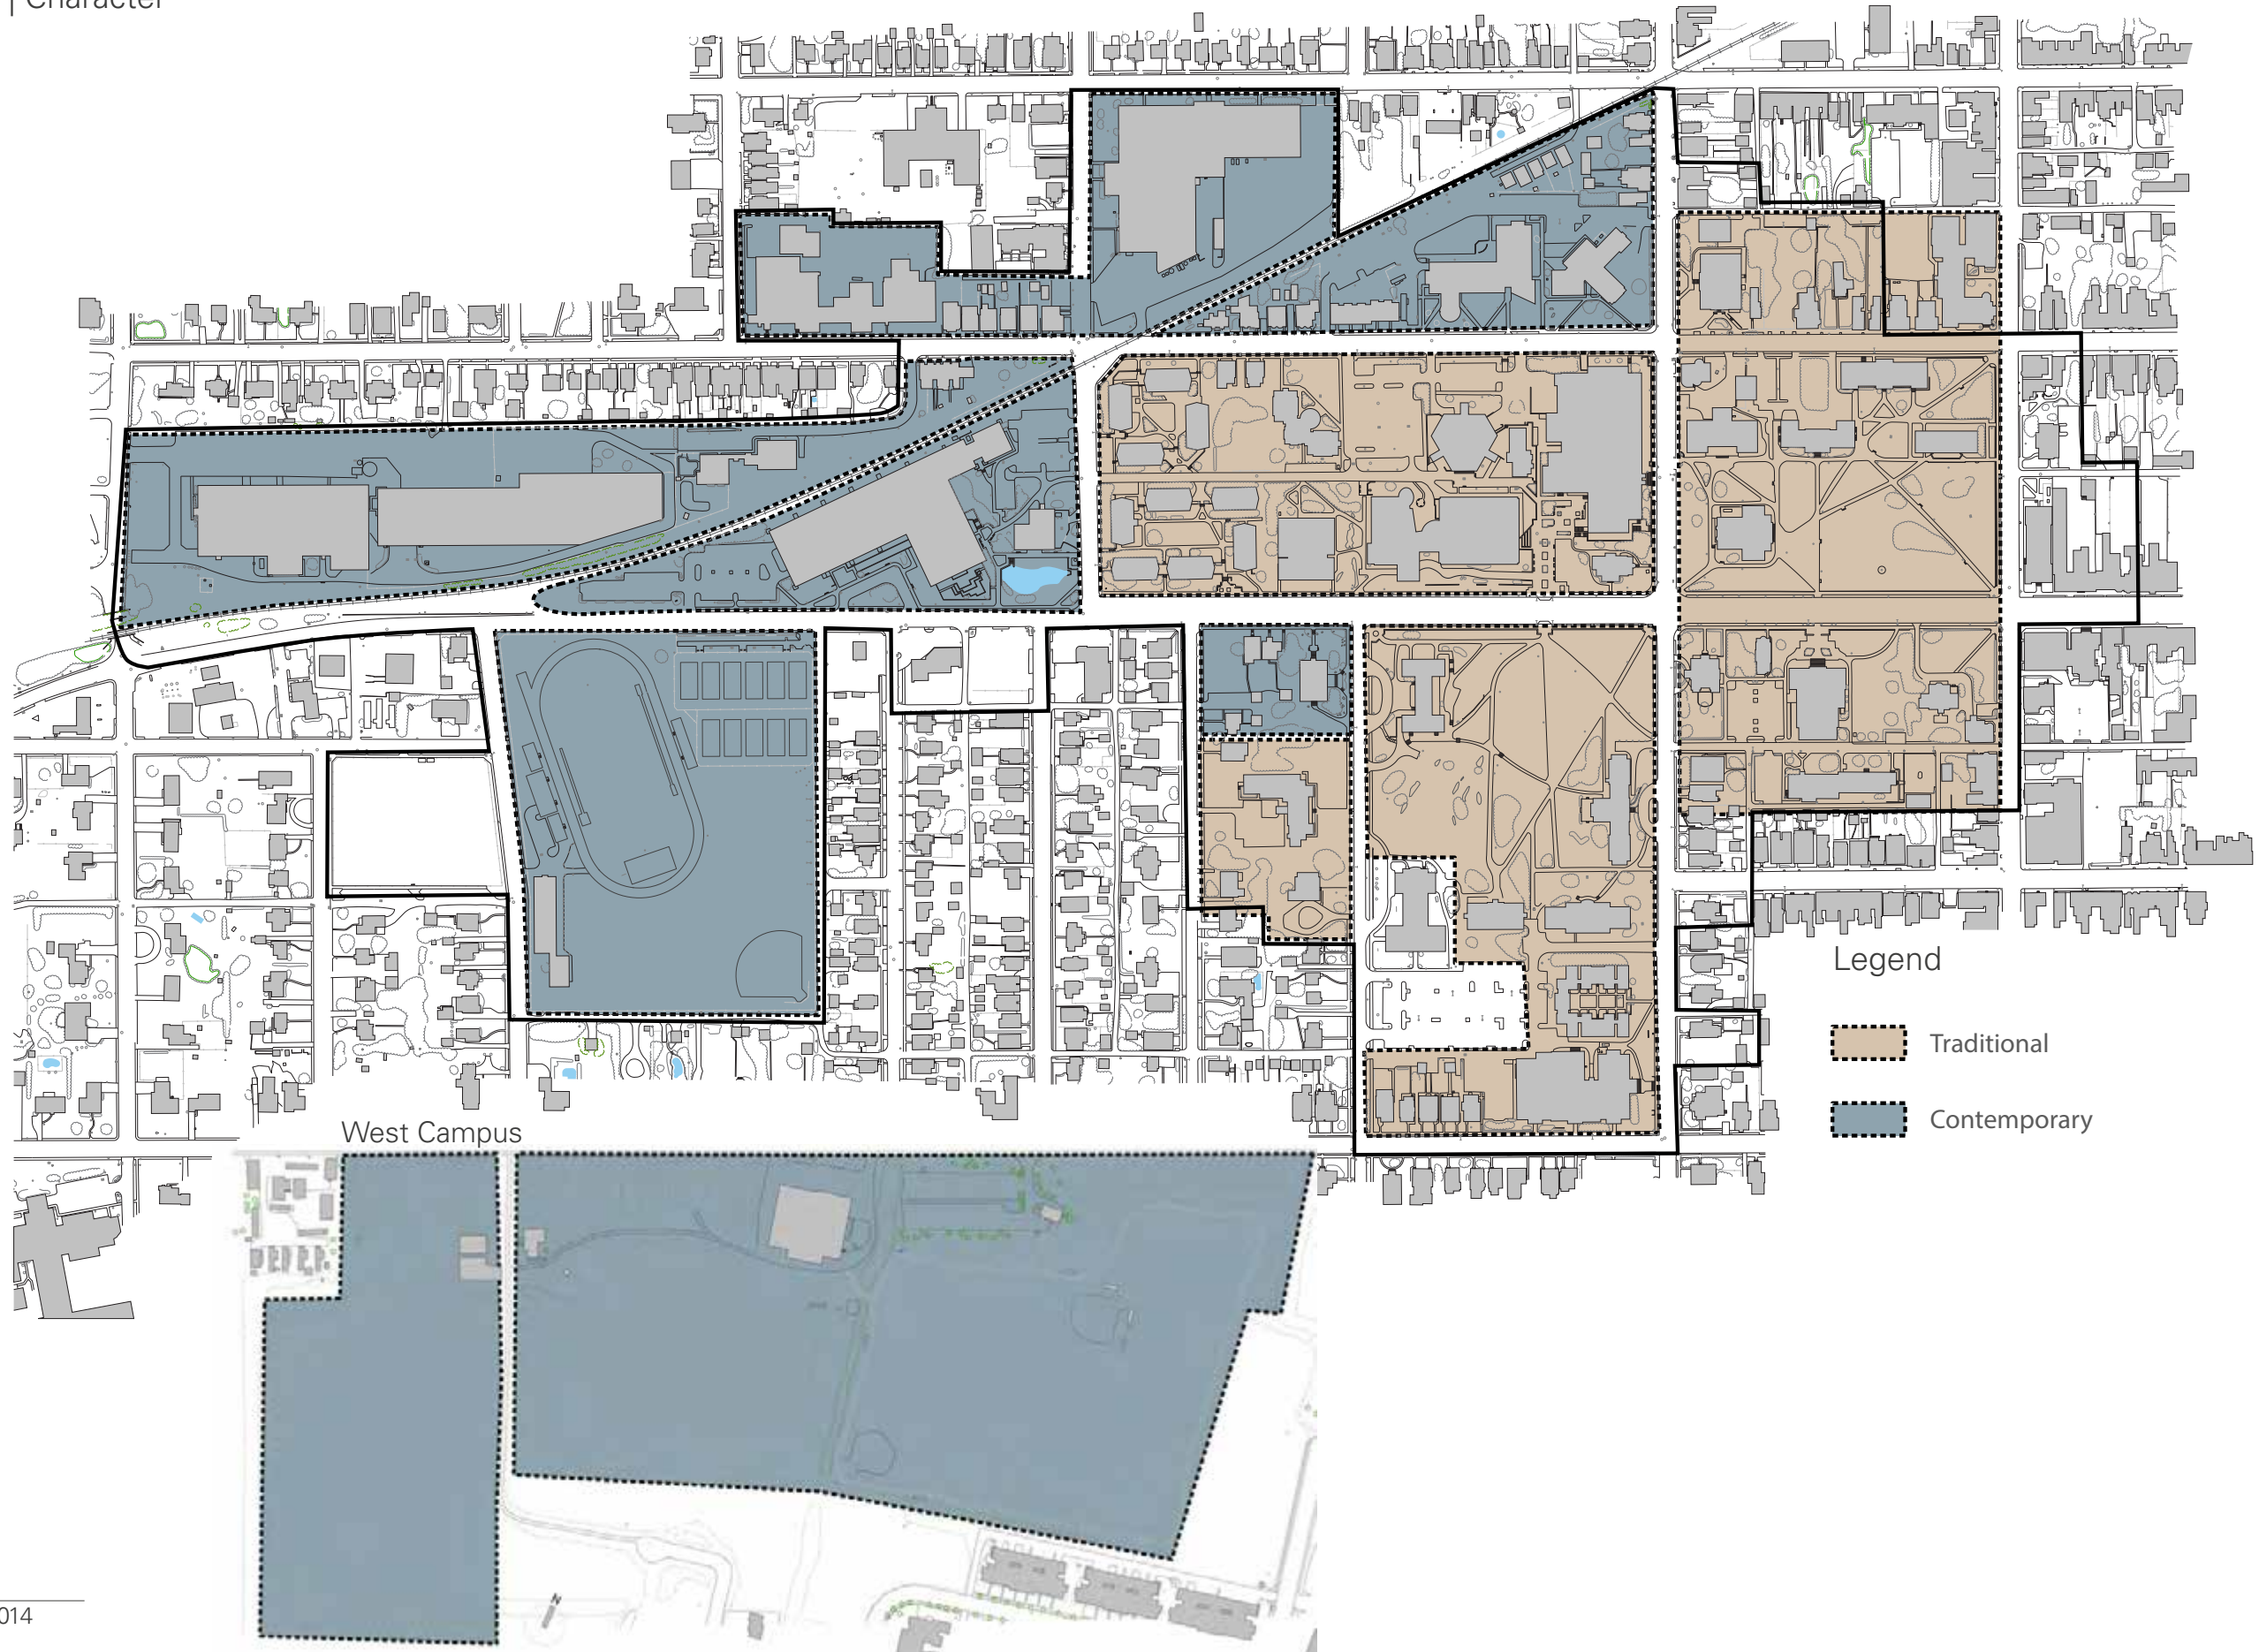 | Character
Legend
Traditional
Contemporary
West Campus
N
014